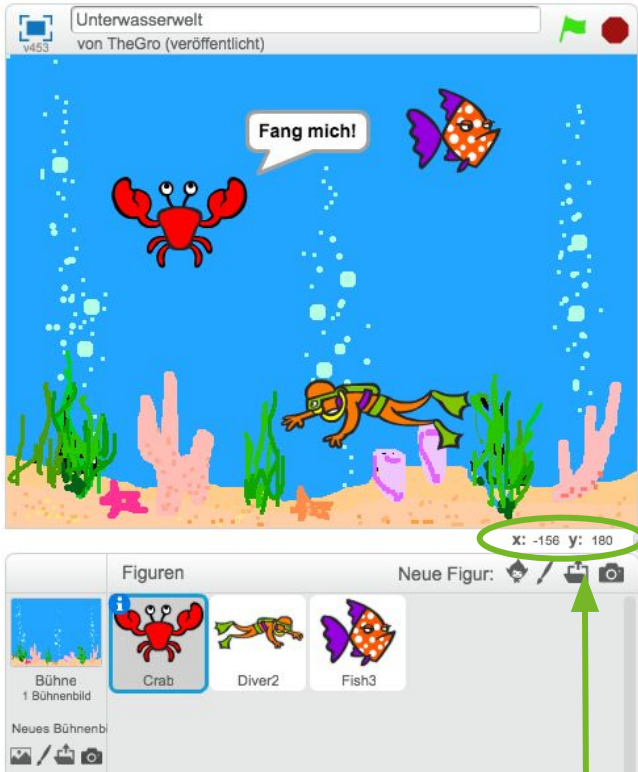 Unterwasserwelt
v453
von TheGro (veröffentlicht)
Fang mich!
x: -156 y: 180
Figuren
Neue Figur:
Bühne
1 Bühnenbild
Crab
Diver2
Fish3
Neues Bühnenbi